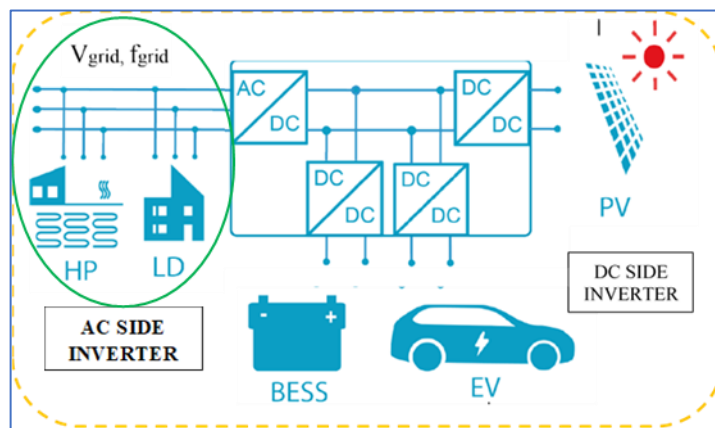 Vgrid, fgrid
AC
DC
DC
DC
DC
DC
DC
DC
HP
LD
PV
AC SIDE
INVERTER
DC SIDE
INVERTER
- +
BESS
EV